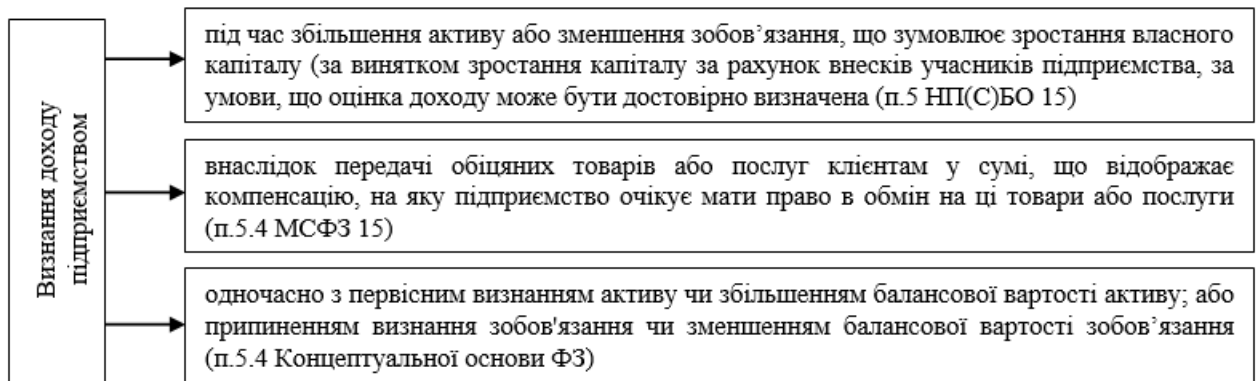 Визнання доходу
підприємством
під час збільшення активу або зменшення зобов’язання, що зумовлює зростання власного
капіталу (за винятком зростання капіталу за рахунок внесків учасників підприємства, за
умови, що оцінка доходу може бути достовірно визначена (п.5 НП(С)БО 15)
внаслідок передачі обіцяних товарів або послуг клієнтам у сумі, що відображає
компенсацію, на яку підприємство очікує мати право в обмін на ці товари або послуги
(п.5.4 МСФЗ 15)
одночасно з первісним визнанням активу чи збільшенням балансової вартості активу; або
припиненням визнання зобов'язання чи зменшенням балансової вартості зобов’язання
(п.5.4 Концептуальної основи ФЗ)